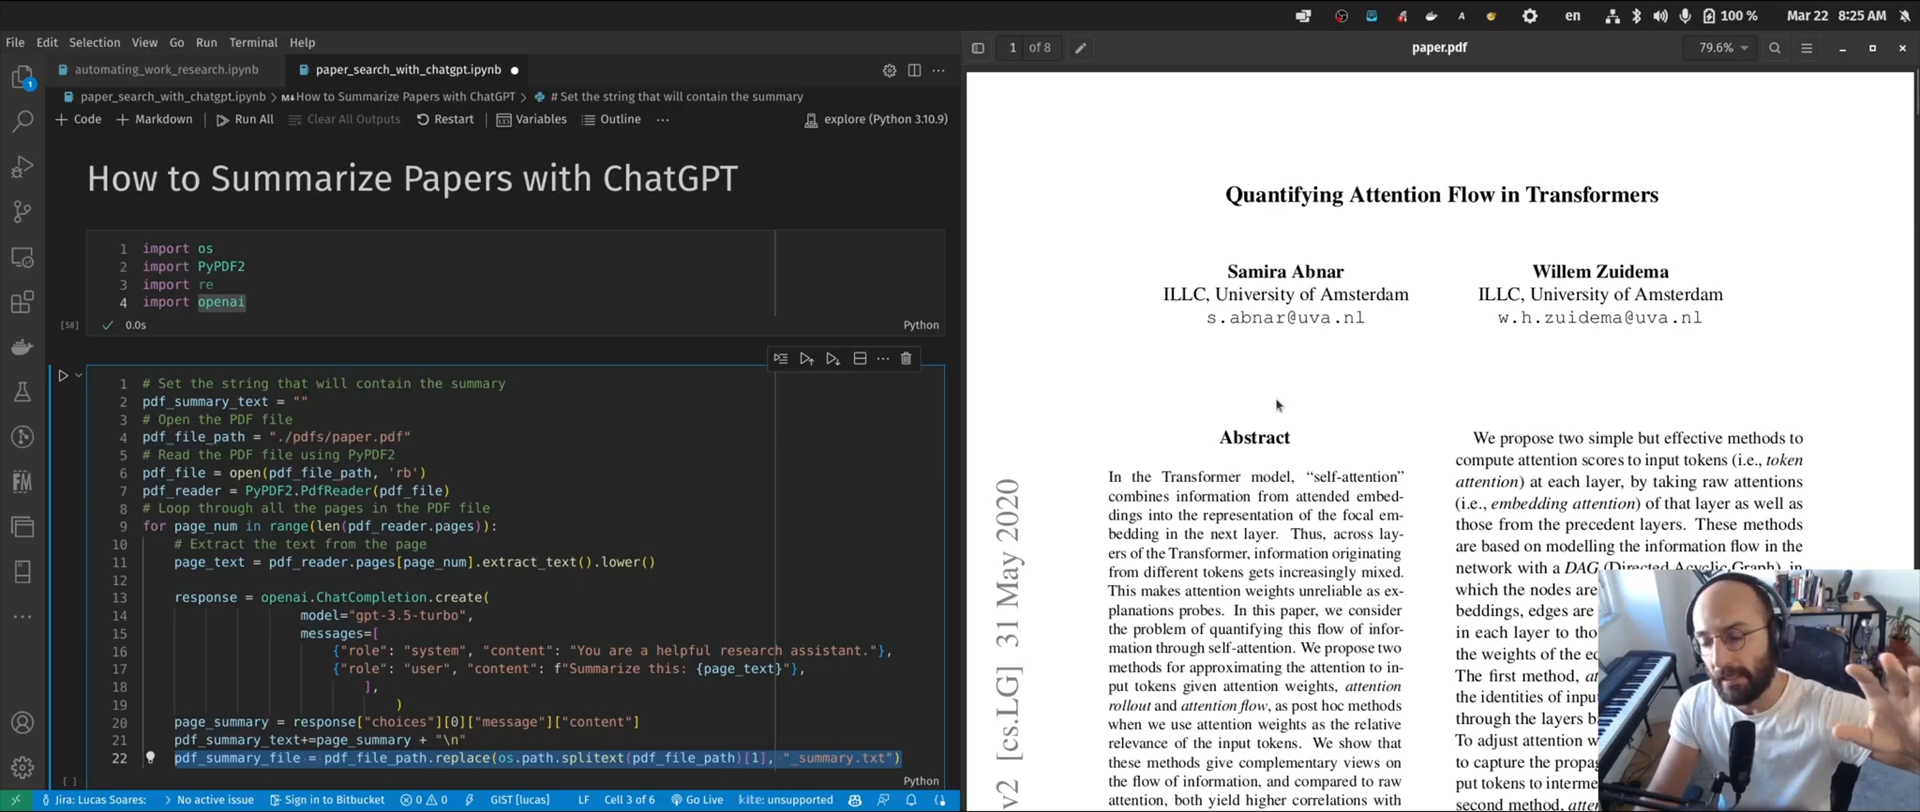 en
100 %
Mar 22 8:25 AM
File Edit Selection View Go Run Terminal Help
automating_work_research.ipynb
paper_search_with_chatgpt.ipynb
paper_search_with_chatgpt.ipynb > M↓How to Summarize Papers with ChatGPT > # Set the string that will contain the summary
+ Code + Markdown Run All Clear All Outputs Restart Variables Outline ... explore (Python 3.10.9)
How to Summarize Papers with ChatGPT
1 import os
2 import PyPDF2
3 import re
4 import openai
[58] 0.0s Python
1 # Set the string that will contain the summary
2 pdf_summary_text = ""
3 # Open the PDF file
4 pdf_file_path = "./pdfs/paper.pdf"
5 # Read the PDF file using PyPDF2
6 pdf_file = open(pdf_file_path, 'rb')
7 pdf_reader = PyPDF2.PdfReader(pdf_file)
8 # Loop through all the pages in the PDF file
9 for page_num in range(len(pdf_reader.pages)):
10 # Extract the text from the page
11 page_text = pdf_reader.pages[page_num].extract_text().lower()
12
13 response = openai.ChatCompletion.create(
14 model="gpt-3.5-turbo",
15 messages=[
16 {"role": "system", "content": "You are a helpful research assistant."},
17 {"role": "user", "content": f"Summarize this: {page_text}"},
18 ],
19 )
20 page_summary = response["choices"][0]["message"]["content"]
21 pdf_summary_text+=page_summary + "\n"
22 pdf_summary_file = pdf_file_path.replace(os.path.splitext(pdf_file_path)[1], "_summary.txt")
[ ] Python
1
FM
Jira: Lucas Soares: > No active issue Sign in to Bitbucket 0 0 GIST [lucas] LF Cell 3 of 6 Go Live kite: unsupported
1 of 8
paper.pdf
79.6%
Quantifying Attention Flow in Transformers
Samira Abnar
ILLC, University of Amsterdam
s.abnar@uva.nl
Willem Zuidema
ILLC, University of Amsterdam
w.h.zuidema@uva.nl
v2 [cs.LG] 31 May 2020
Abstract
In the Transformer model, “self-attention”
combines information from attended embed-
dings into the representation of the focal em-
bedding in the next layer. Thus, across lay-
ers of the Transformer, information originating
from different tokens gets increasingly mixed.
This makes attention weights unreliable as ex-
planations probes. In this paper, we consider
the problem of quantifying this flow of infor-
mation through self-attention. We propose two
methods for approximating the attention to in-
put tokens given attention weights, attention
rollout and attention flow, as post hoc methods
when we use attention weights as the relative
relevance of the input tokens. We show that
these methods give complementary views on
the flow of information, and compared to raw
attention, both yield higher correlations with
We propose two simple but effective methods to
compute attention scores to input tokens (i.e., token
attention) at each layer, by taking raw attentions
(i.e., embedding attention) of that layer as well as
those from the precedent layers. These methods
are based on modelling the information flow in the
network with a DAG (Directed Acyclic Graph), in
which the nodes are
beddings, edges are
in each layer to tho
the weights of the e
The first method, at
the identities of input
through the layers b
To adjust attention w
to capture the propag
put tokens to interme
second method, atte